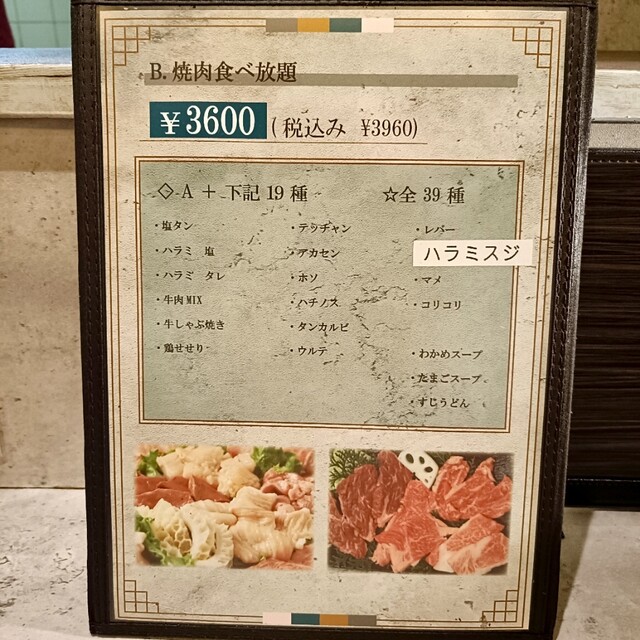 B. 焼肉食べ放題
¥3600 (税込み ¥3960)
◇A + 下記19種
☆全39種
・塩タン
・ハラミ 塩
・ハラミ タレ
・牛肉MIX
・牛しゃぶ焼き
・鶏せせり
・テッチャン
・アカセン
・ホソ
・ハチノス
・タンカルビ
・ウルテ
・レバー
ハラミスジ
・マメ
・コリコリ
・わかめスープ
・たまごスープ
・すじうどん